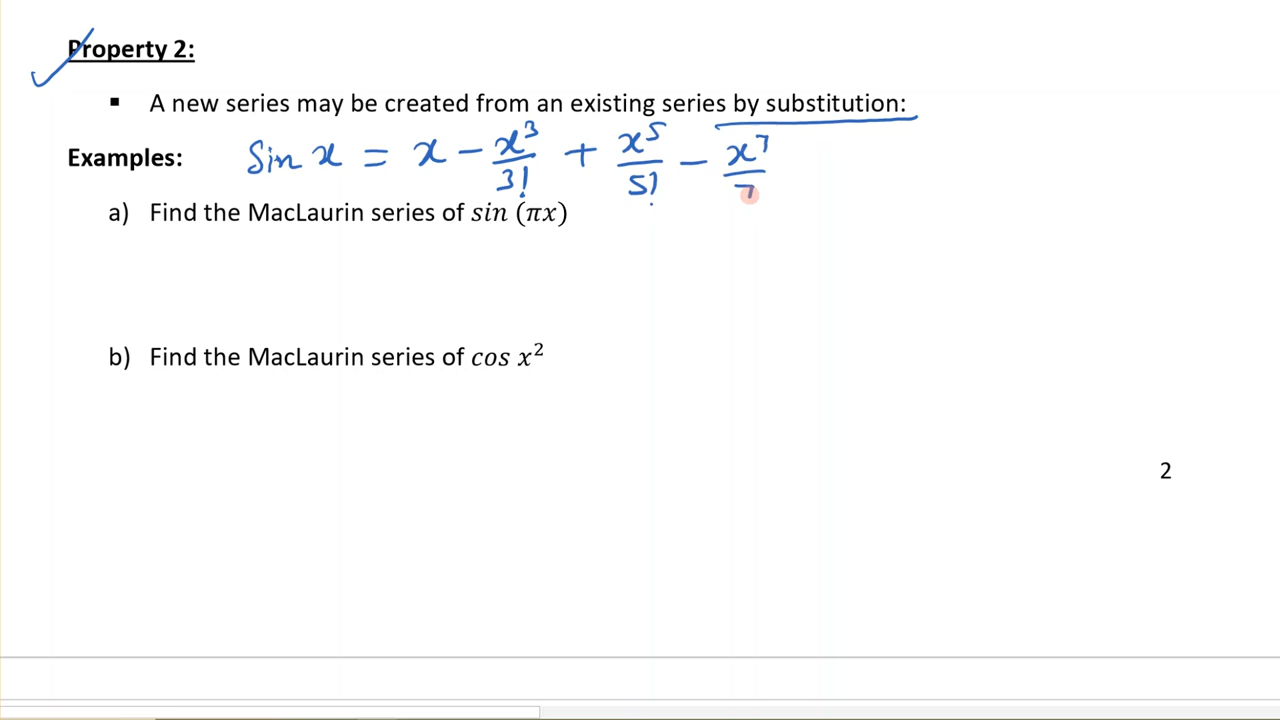 Property 2:
▪ A new series may be created from an existing series by substitution:
Examples: Sin x = x - x³/3! + x⁵/5! - x⁷/7
a) Find the MacLaurin series of sin (πx)
b) Find the MacLaurin series of cos x²
2